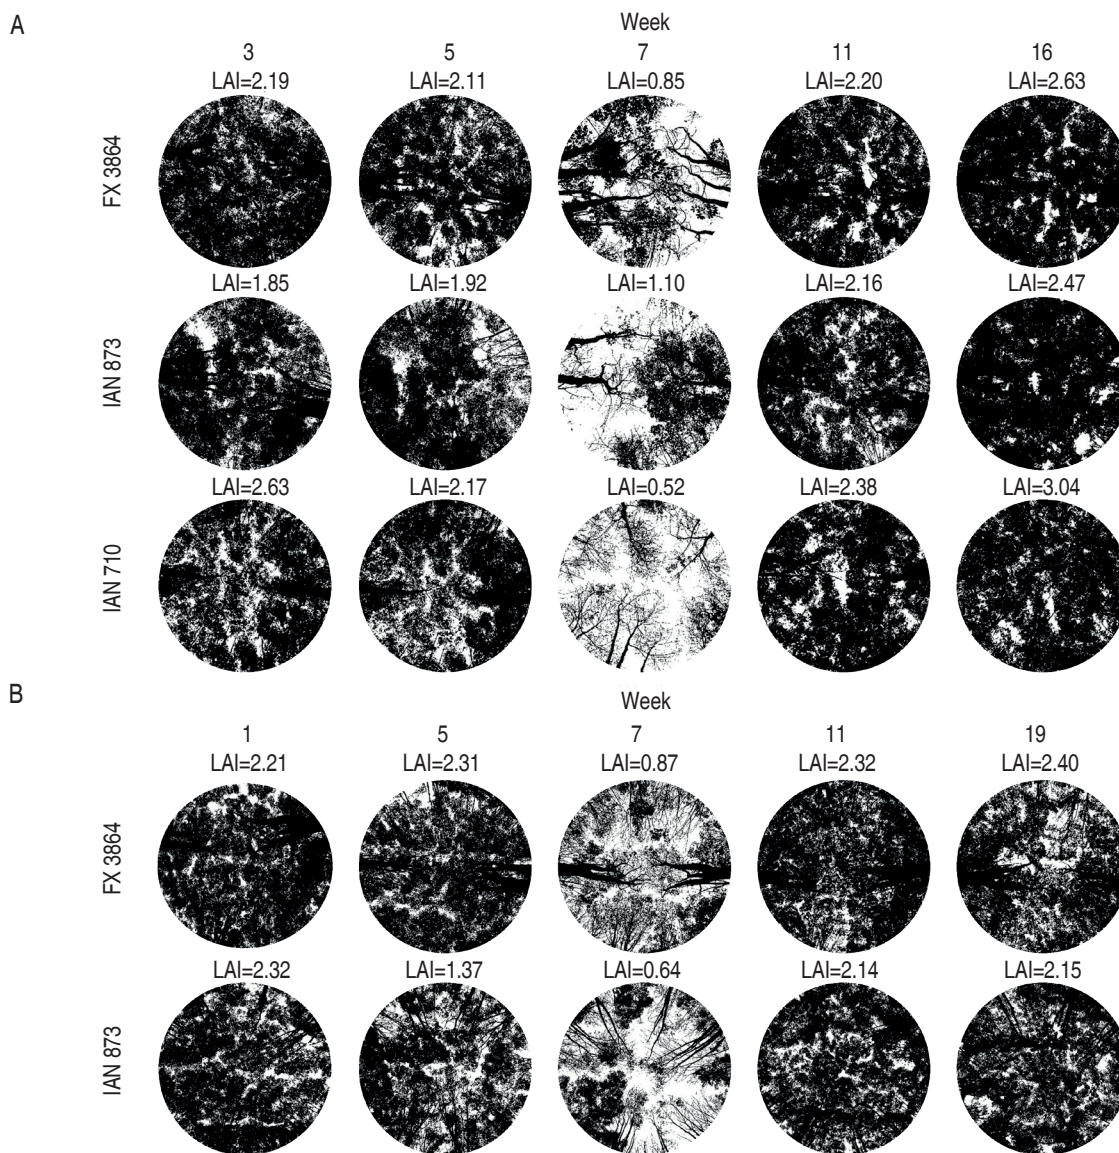 A
Week
3 5 7 11 16
LAI=2.19 LAI=2.11 LAI=0.85 LAI=2.20 LAI=2.63
FX 3864
LAI=1.85 LAI=1.92 LAI=1.10 LAI=2.16 LAI=2.47
IAN 873
LAI=2.63 LAI=2.17 LAI=0.52 LAI=2.38 LAI=3.04
IAN 710
B
Week
1 5 7 11 19
LAI=2.21 LAI=2.31 LAI=0.87 LAI=2.32 LAI=2.40
FX 3864
LAI=2.32 LAI=1.37 LAI=0.64 LAI=2.14 LAI=2.15
IAN 873